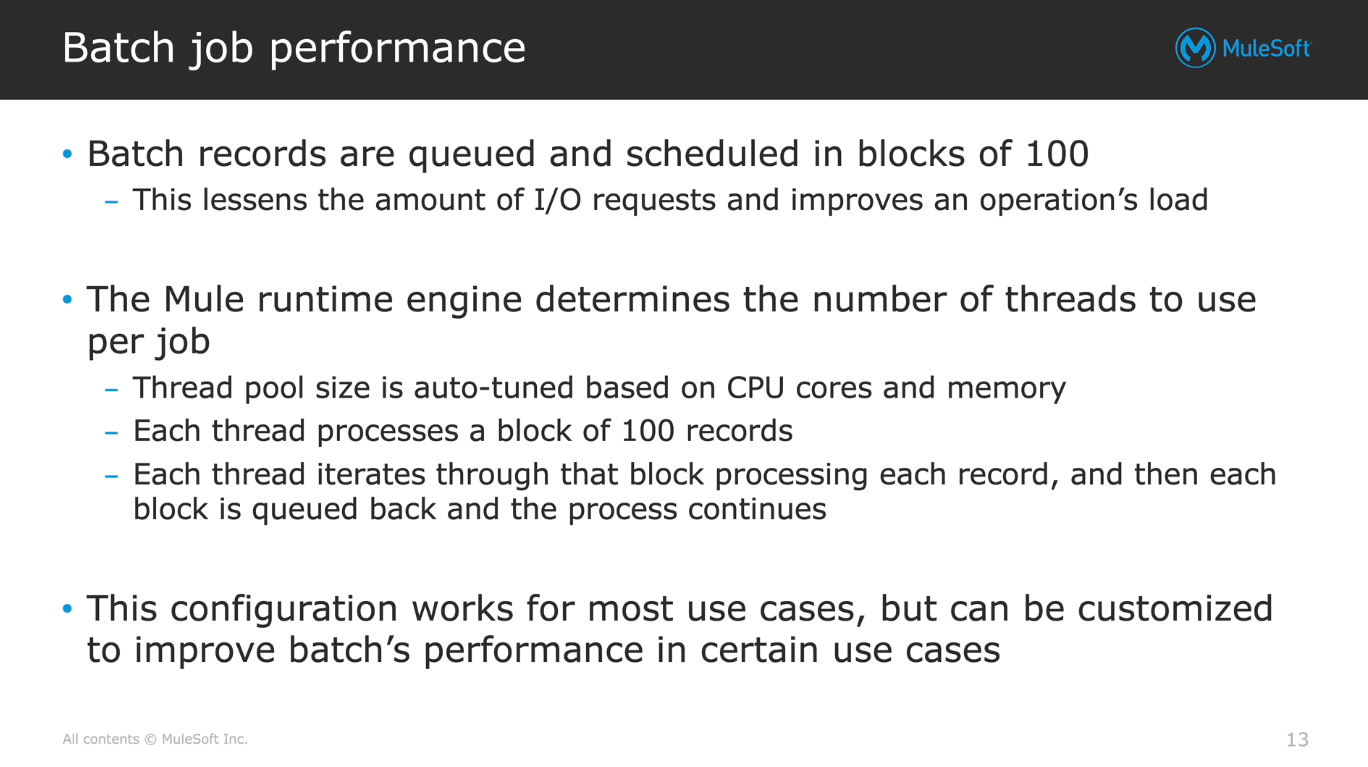 Batch job performance
MuleSoft
• Batch records are queued and scheduled in blocks of 100
– This lessens the amount of I/O requests and improves an operation’s load
• The Mule runtime engine determines the number of threads to use
per job
– Thread pool size is auto-tuned based on CPU cores and memory
– Each thread processes a block of 100 records
– Each thread iterates through that block processing each record, and then each
block is queued back and the process continues
• This configuration works for most use cases, but can be customized
to improve batch’s performance in certain use cases
All contents © MuleSoft Inc.
13